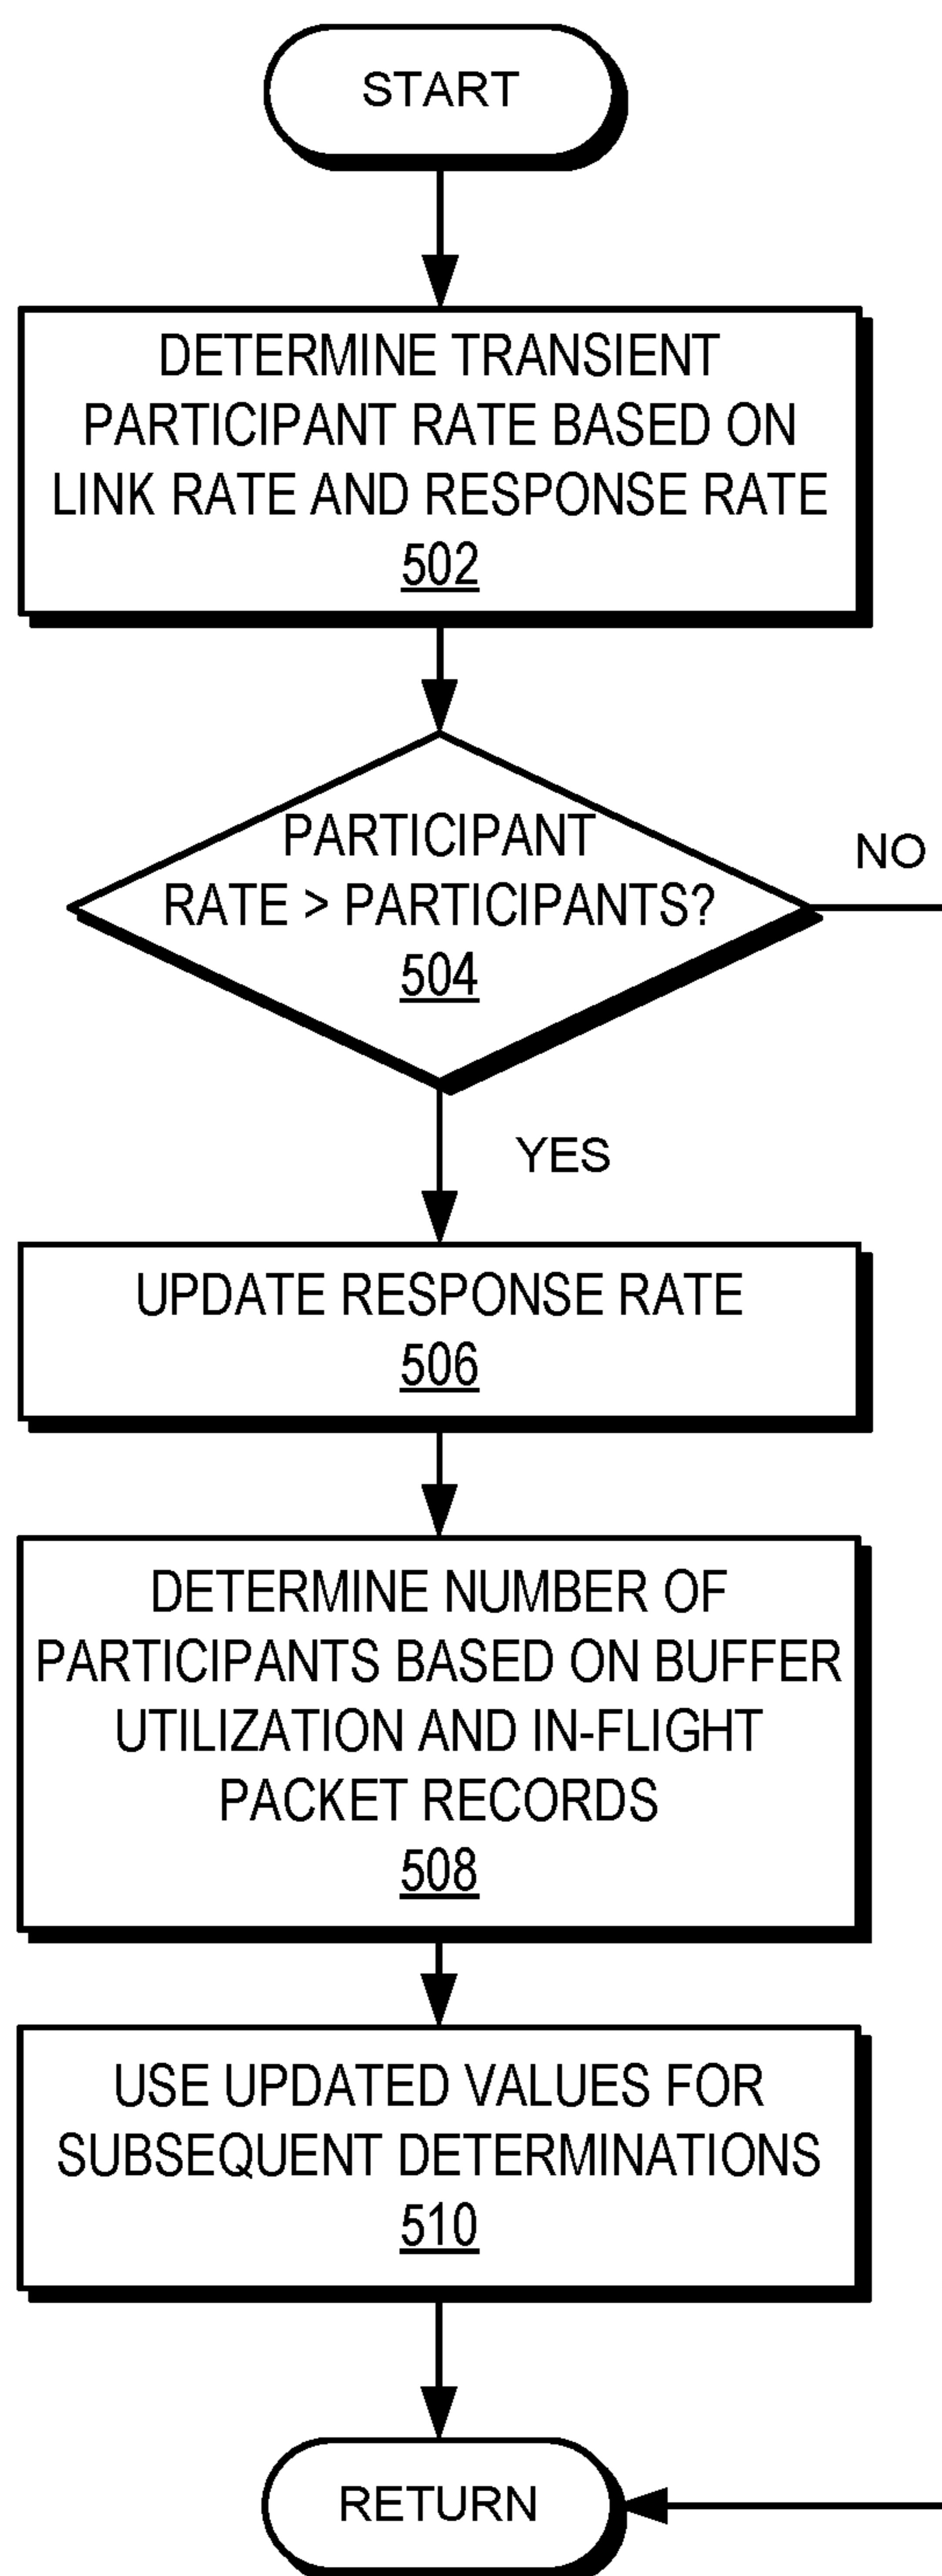 START
DETERMINE TRANSIENT
PARTICIPANT RATE BASED ON
LINK RATE AND RESPONSE RATE
502
PARTICIPANT
RATE > PARTICIPANTS?
504
NO
YES
UPDATE RESPONSE RATE
506
DETERMINE NUMBER OF
PARTICIPANTS BASED ON BUFFER
UTILIZATION AND IN-FLIGHT
PACKET RECORDS
508
USE UPDATED VALUES FOR
SUBSEQUENT DETERMINATIONS
510
RETURN